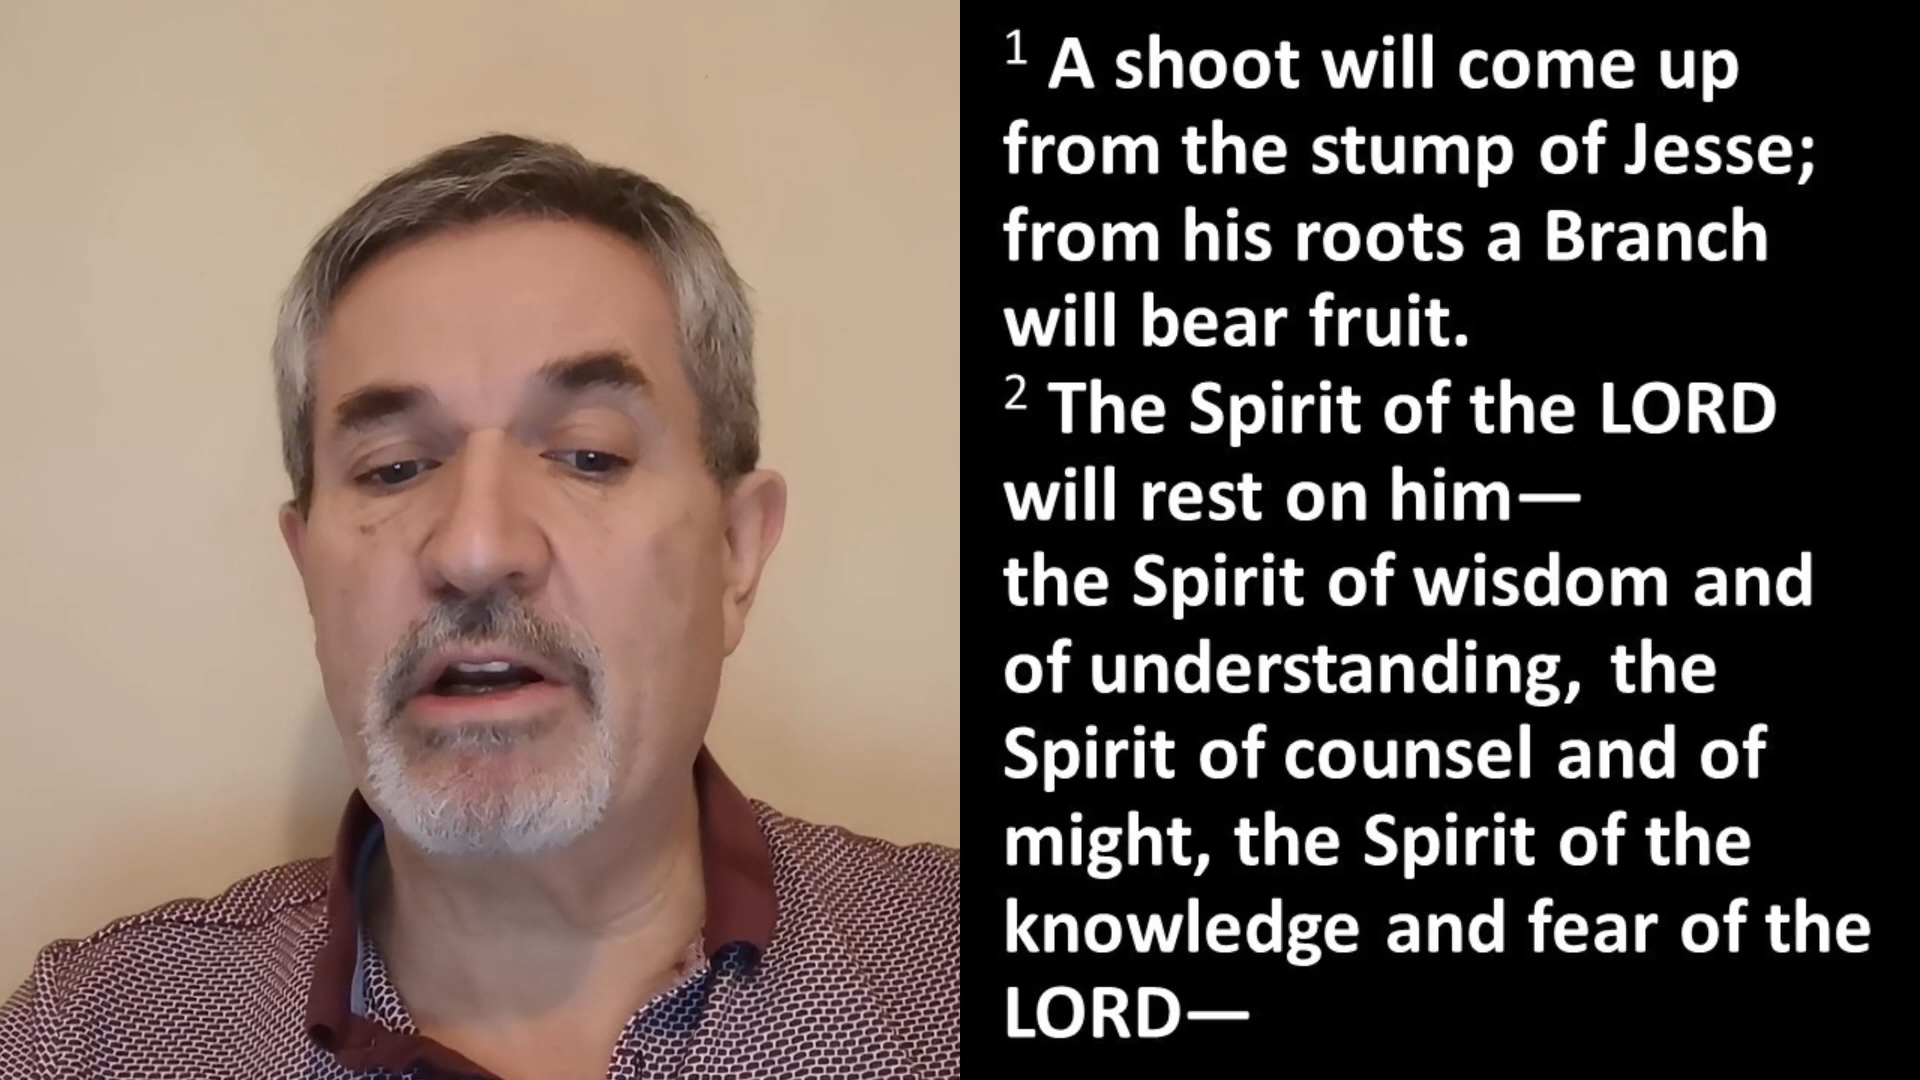 1 A shoot will come up
from the stump of Jesse;
from his roots a Branch
will bear fruit.
2 The Spirit of the LORD
will rest on him—
the Spirit of wisdom and
of understanding, the
Spirit of counsel and of
might, the Spirit of the
knowledge and fear of the
LORD—